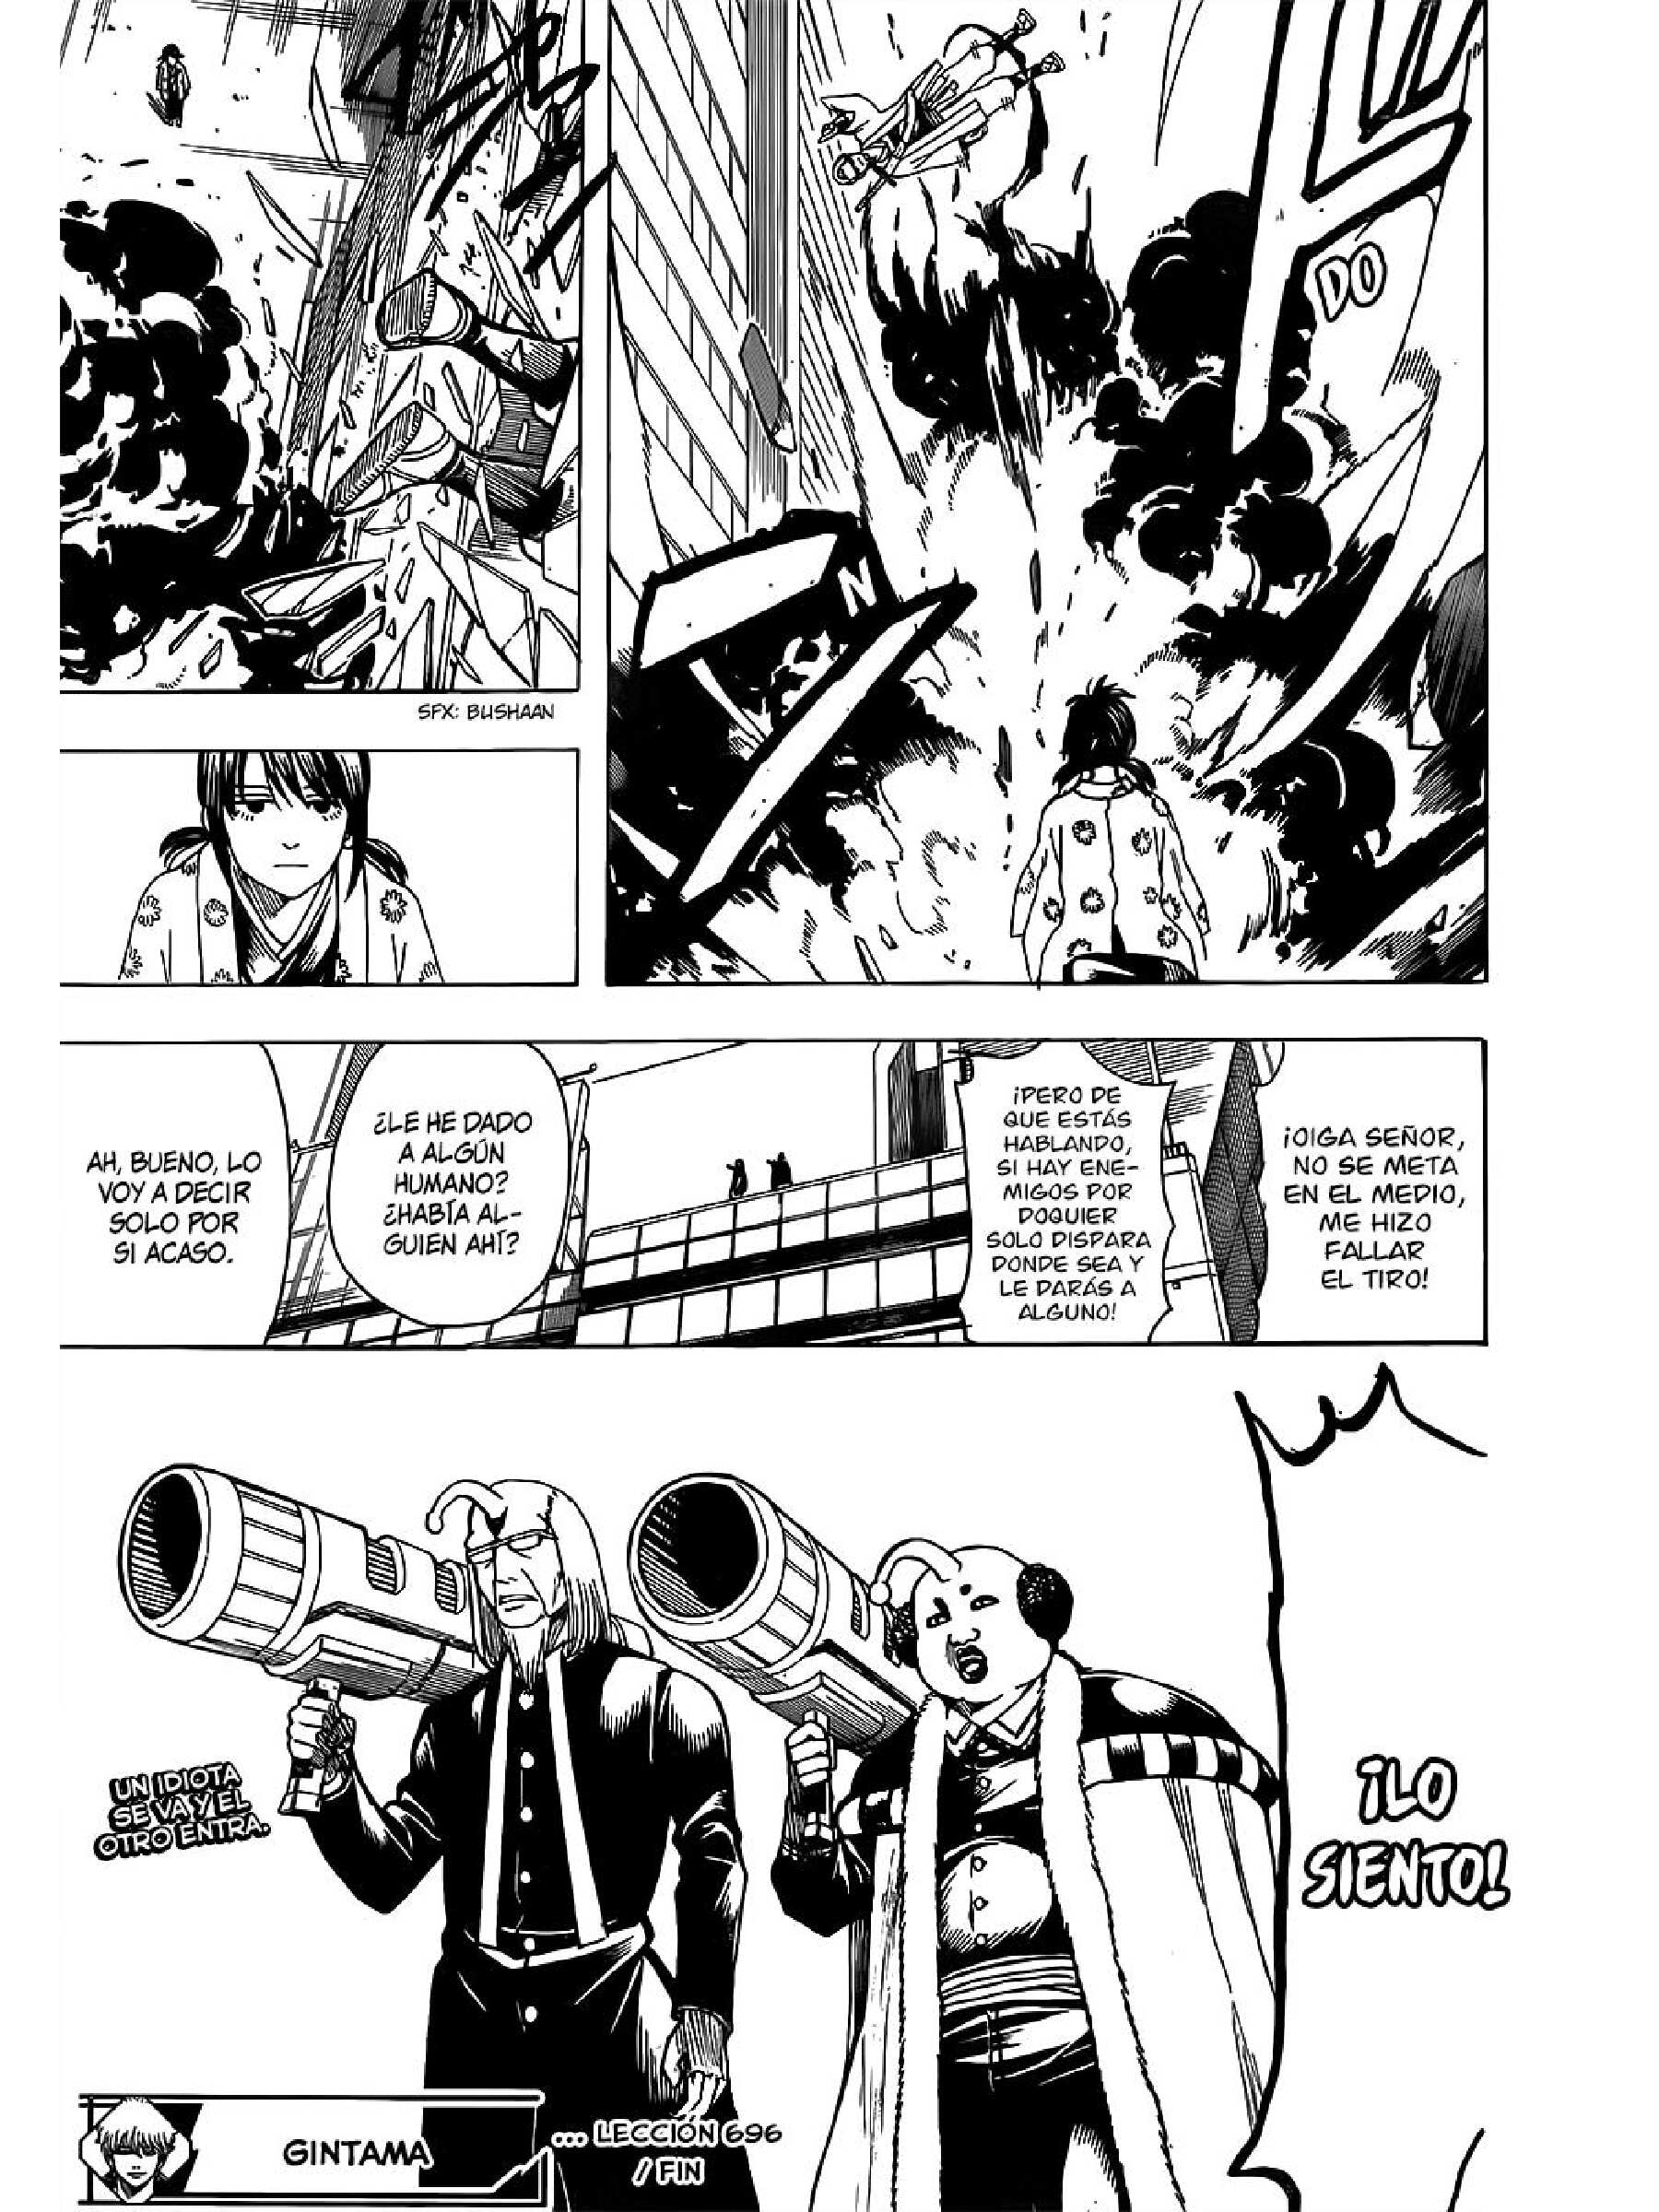 DO
N
SFX: BUSHAAN
¡OIGA SEÑOR,
NO SE META
EN EL MEDIO,
ME HIZO
FALLAR
EL TIRO!
¡PERO DE
QUE ESTÁS
HABLANDO,
SI HAY ENE-
MIGOS POR
DOQUIER
SOLO DISPARA
DONDE SEA Y
LE DARÁS A
ALGUNO!
¿LE HE DADO
A ALGÚN
HUMANO?
¿HABÍA AL-
GUIEN AHÍ?
AH, BUENO, LO
VOY A DECIR
SOLO POR
SI ACASO.
¡LO
SIENTO!
UN IDIOTA
SE VA Y EL
OTRO ENTRA.
GINTAMA
... LECCIÓN 696
/ FIN